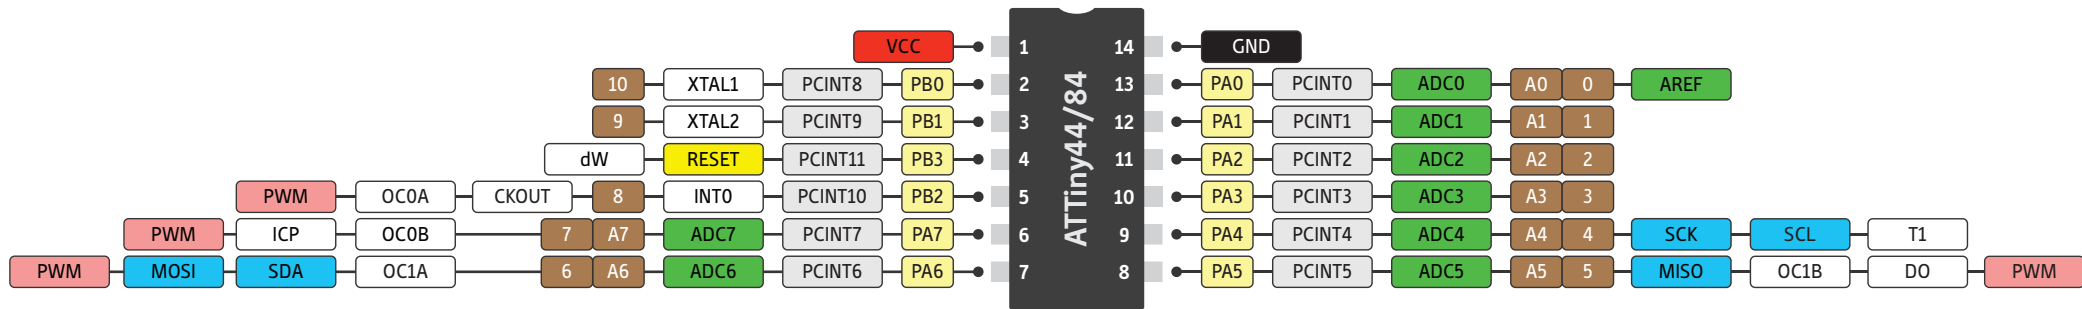 VCC 1 14 GND
10 XTAL1 PCINT8 PB0 2 13 PA0 PCINT0 ADC0 A0 0 AREF
9 XTAL2 PCINT9 PB1 3 12 PA1 PCINT1 ADC1 A1 1
dW RESET PCINT11 PB3 4 11 PA2 PCINT2 ADC2 A2 2
PWM OC0A CKOUT 8 INT0 PCINT10 PB2 5 10 PA3 PCINT3 ADC3 A3 3
PWM ICP OC0B 7 A7 ADC7 PCINT7 PA7 6 9 PA4 PCINT4 ADC4 A4 4 SCK SCL T1
PWM MOSI SDA OC1A 6 A6 ADC6 PCINT6 PA6 7 8 PA5 PCINT5 ADC5 A5 5 MISO OC1B DO PWM
ATTiny44/84